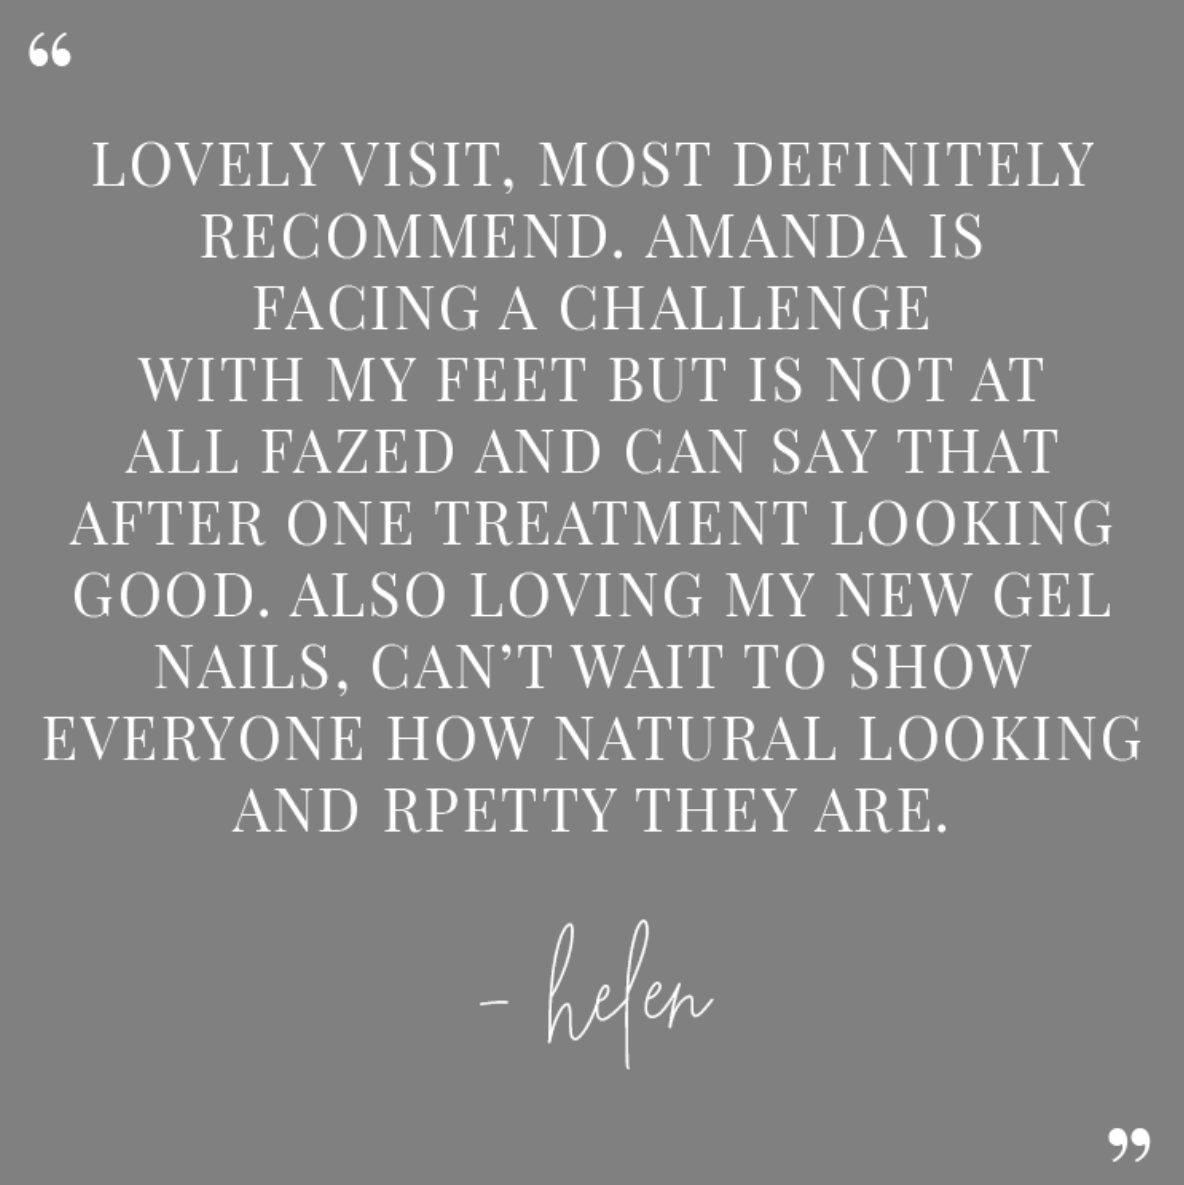 “
LOVELY VISIT, MOST DEFINITELY
RECOMMEND. AMANDA IS
FACING A CHALLENGE
WITH MY FEET BUT IS NOT AT
ALL FAZED AND CAN SAY THAT
AFTER ONE TREATMENT LOOKING
GOOD. ALSO LOVING MY NEW GEL
NAILS, CAN’T WAIT TO SHOW
EVERYONE HOW NATURAL LOOKING
AND RPETTY THEY ARE.
- helen
”